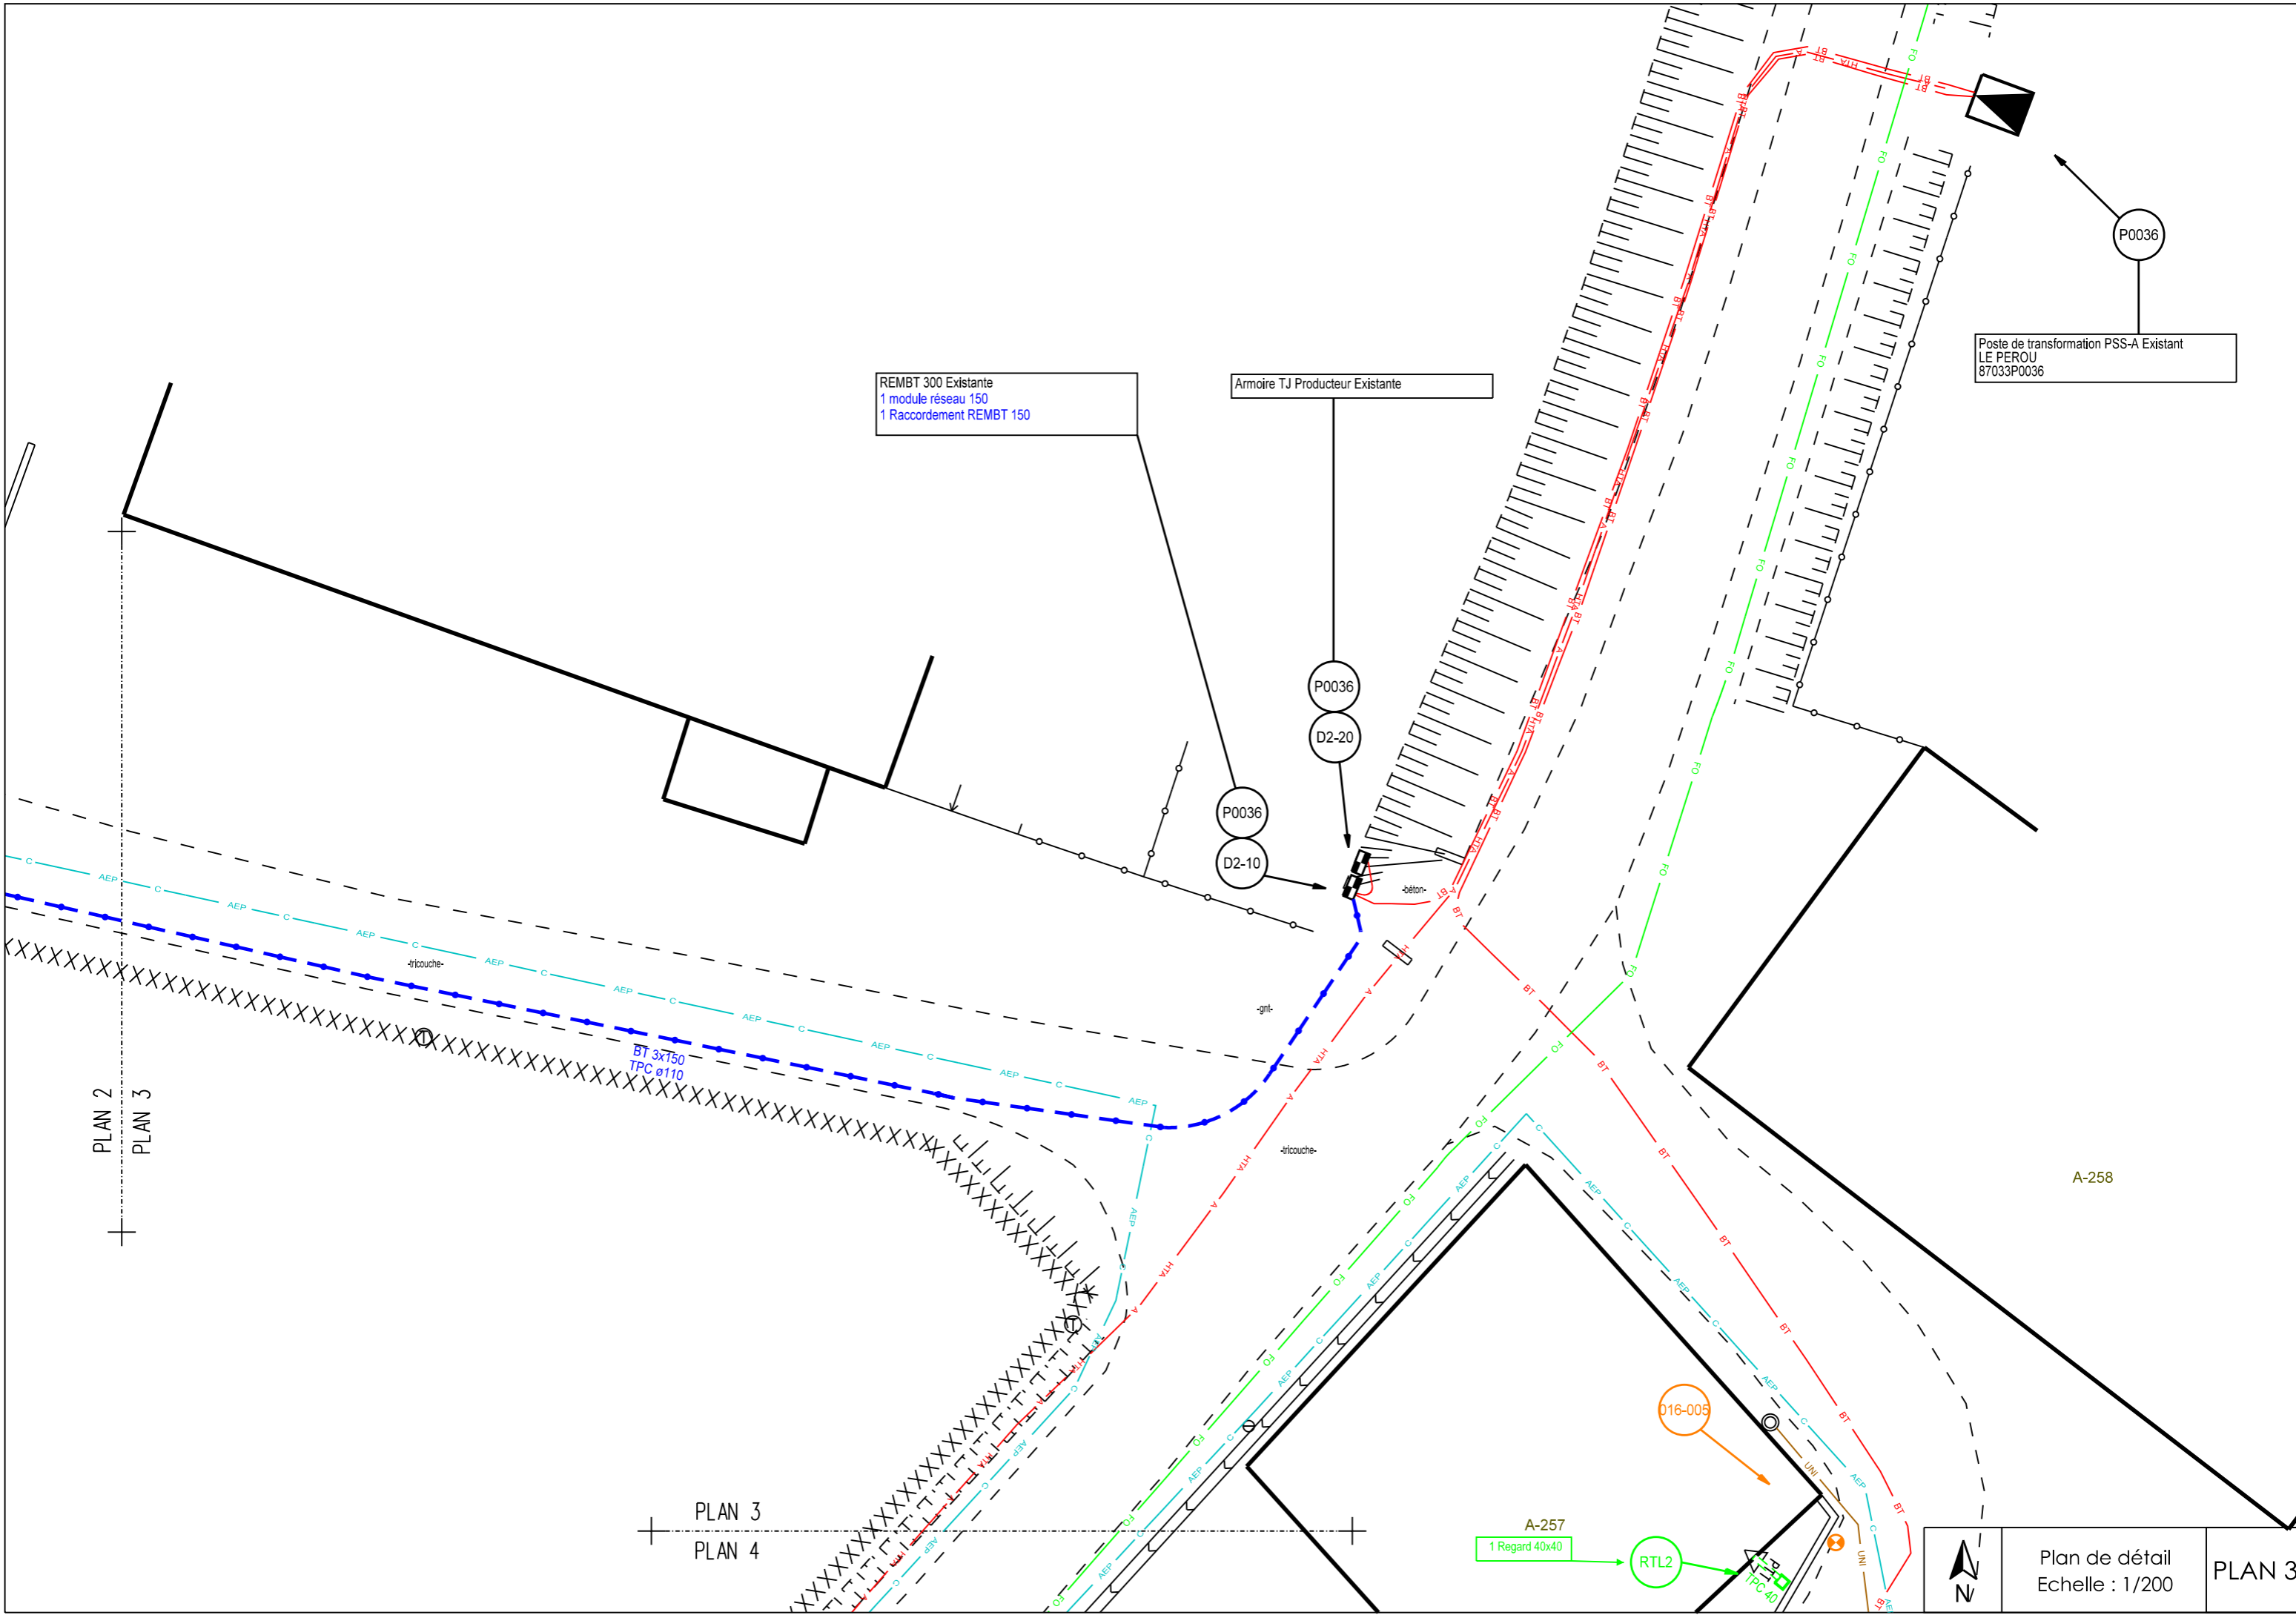 P0036
Poste de transformation PSS-A Existant
LE PEROU
87033P0036
REMBT 300 Existante
1 module réseau 150
1 Raccordement REMBT 150
Armoire TJ Producteur Existante
P0036
D2-20
P0036
D2-10
-béton-
-tricouche-
-gnt-
BT 3x150
TPC ø110
PLAN 2
PLAN 3
-tricouche-
A-258
016-005
PLAN 3
PLAN 4
A-257
1 Regard 40x40
RTL2
TPC 40
N
Plan de détail
Echelle : 1/200
PLAN 3